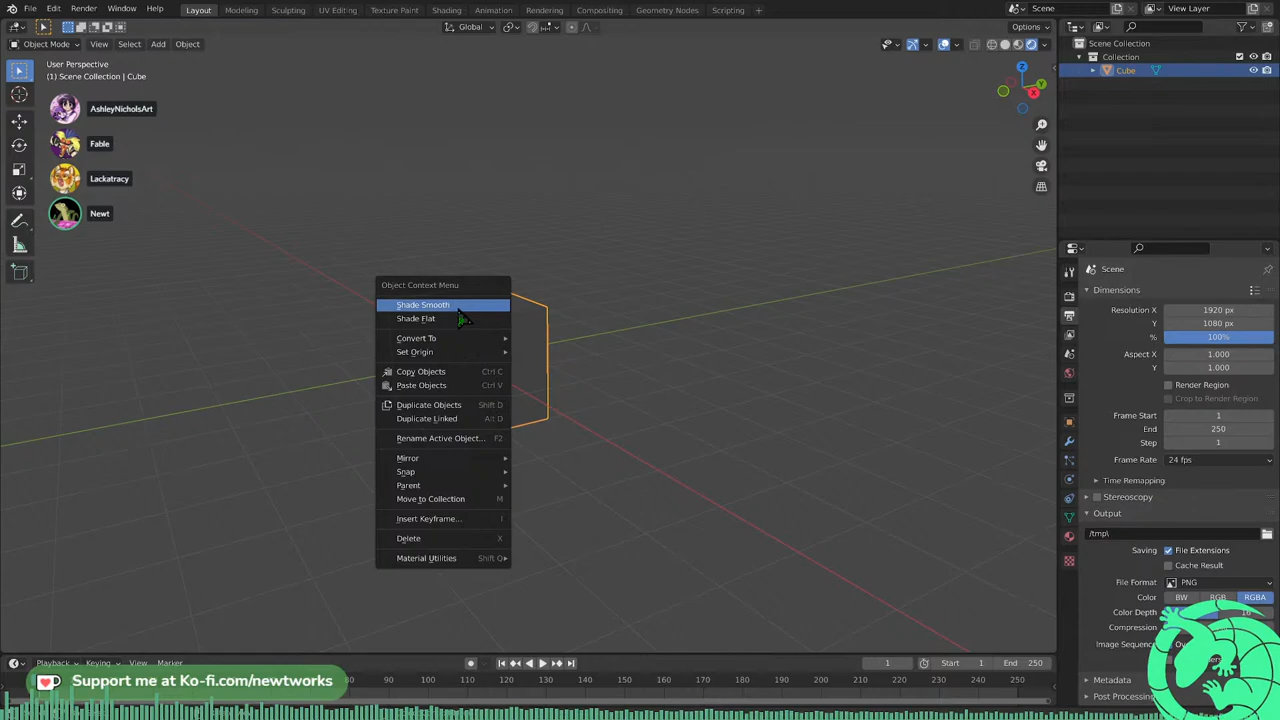 File Edit Render Window Help Layout Modeling Sculpting UV Editing Texture Paint Shading Animation Rendering Compositing Geometry Nodes Scripting + Scene View Layer
Global Options
Object Mode View Select Add Object
User Perspective
(1) Scene Collection | Cube
AshleyNicholsArt
Fable
Lackatracy
Newt
Z
Y
X
Object Context Menu
Shade Smooth
Shade Flat
Convert To
Set Origin
Copy Objects Ctrl C
Paste Objects Ctrl V
Duplicate Objects Shift D
Duplicate Linked Alt D
Rename Active Object... F2
Mirror
Snap
Parent
Move to Collection M
Insert Keyframe... I
Delete X
Material Utilities Shift Q
Scene Collection
Collection
Cube
Scene
Dimensions
Resolution X 1920 px
Y 1080 px
% 100%
Aspect X 1.000
Y 1.000
Render Region
Crop to Render Region
Frame Start 1
End 250
Step 1
Frame Rate 24 fps
Time Remapping
Stereoscopy
Output
/tmp\
Saving File Extensions
Cache Result
File Format PNG
Color BW RGB RGBA
Color Depth 16
Compression
Image Sequence
Metadata
Post Processing
Playback Keying View Marker 1 Start 1 End 250
Support me at Ko-fi.com/newtworks
120 130 140 150 160 170 180 190 200 210 220 230 240 250